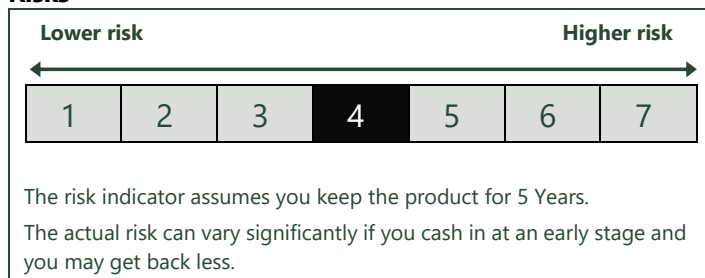 Risks
Lower risk Higher risk
1 2 3 4 5 6 7
The risk indicator assumes you keep the product for 5 Years.
The actual risk can vary significantly if you cash in at an early stage and
you may get back less.